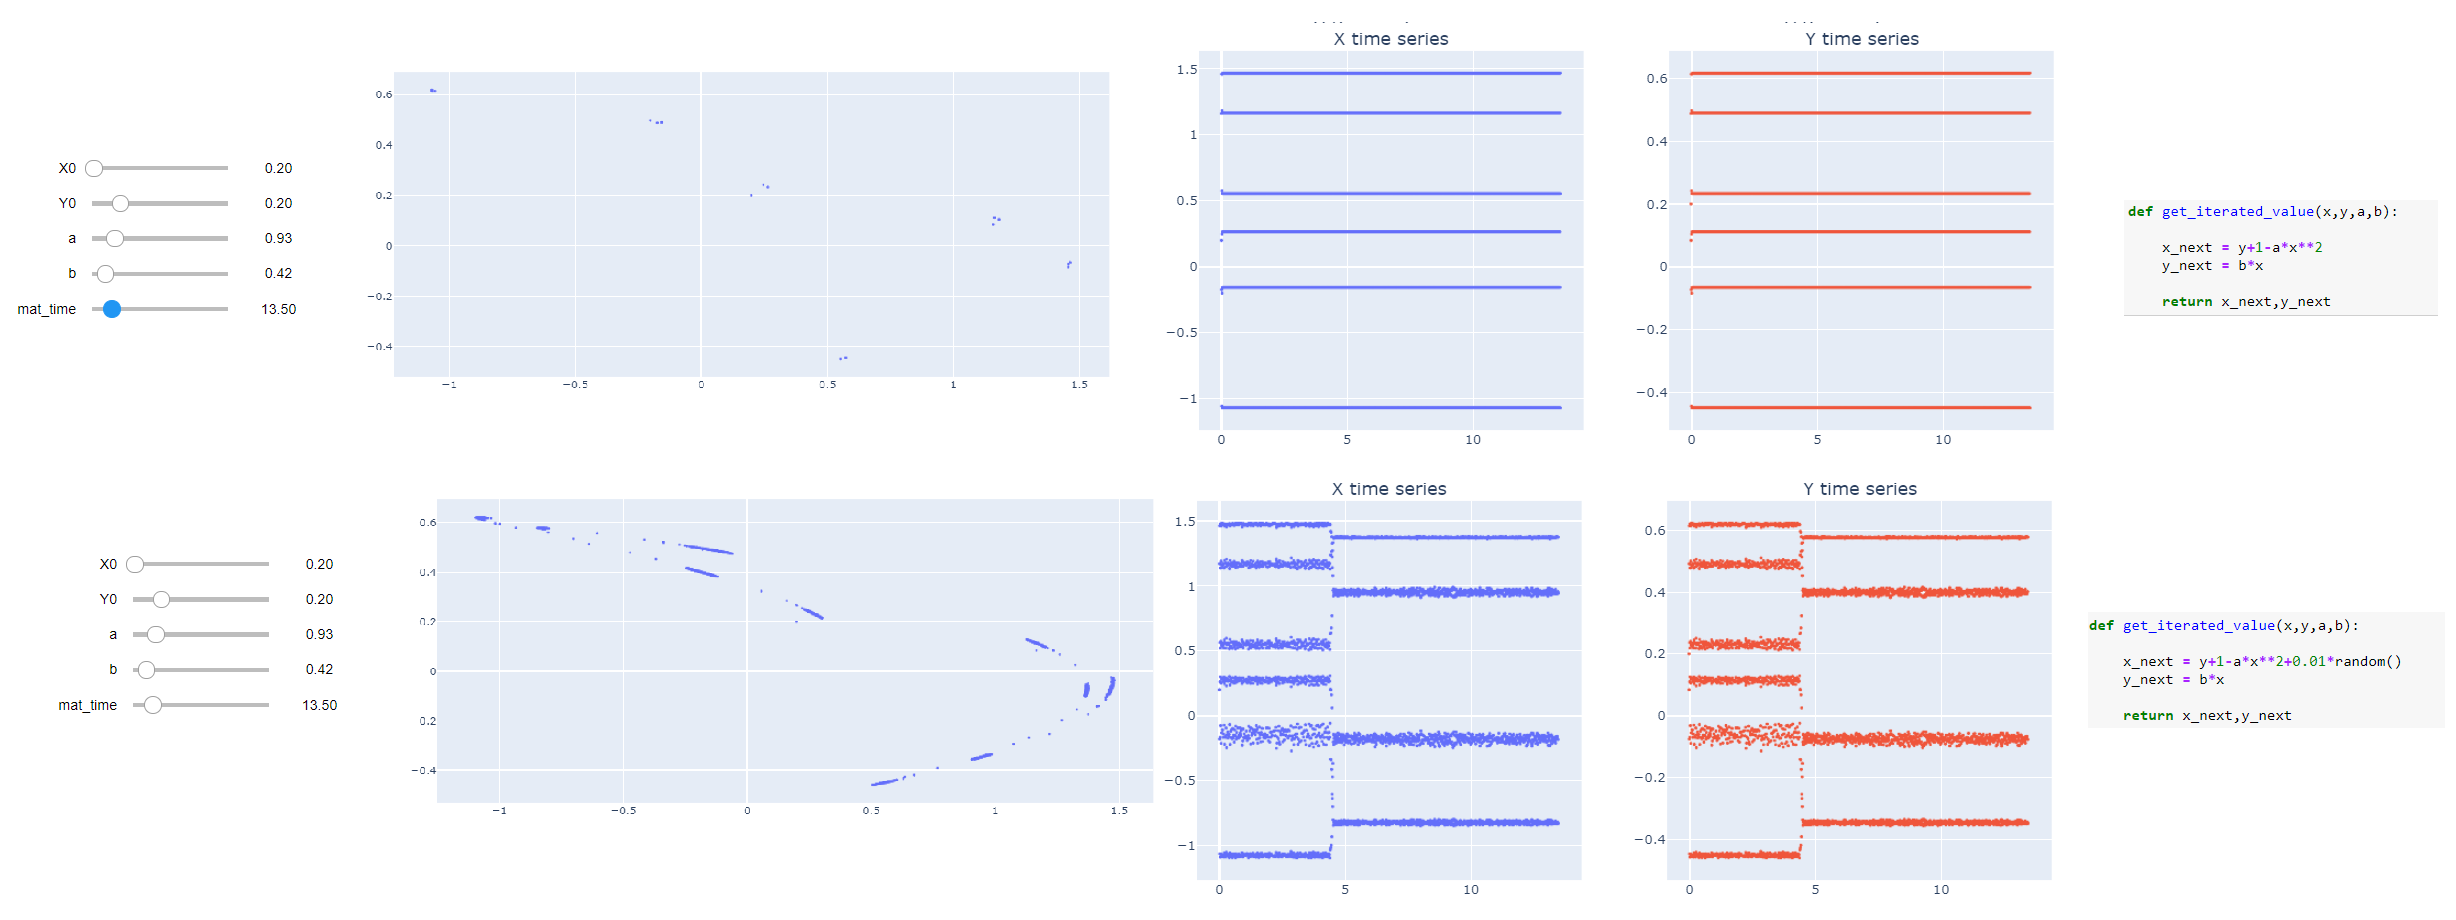 X time series
Y time series
X0 0.20
Y0 0.20
a 0.93
b 0.42
mat_time 13.50
0.6
0.4
0.2
0
−0.2
−0.4
−1
−0.5
0
0.5
1
1.5
1.5
1
0.5
0
−0.5
−1
0
5
10
0.6
0.4
0.2
0
−0.2
−0.4
0
5
10
def get_iterated_value(x,y,a,b):
x_next = y+1-a*x**2
y_next = b*x
return x_next,y_next
X time series
Y time series
X0 0.20
Y0 0.20
a 0.93
b 0.42
mat_time 13.50
0.6
0.4
0.2
0
0.2
−0.4
−1
−0.5
0
0.5
1
1.5
1.5
1
0.5
0
−0.5
−1
0
5
10
0.6
0.4
0.2
0
−0.2
−0.4
0
5
10
def get_iterated_value(x,y,a,b):
x_next = y+1-a*x**2+0.01*random()
y_next = b*x
return x_next,y_next